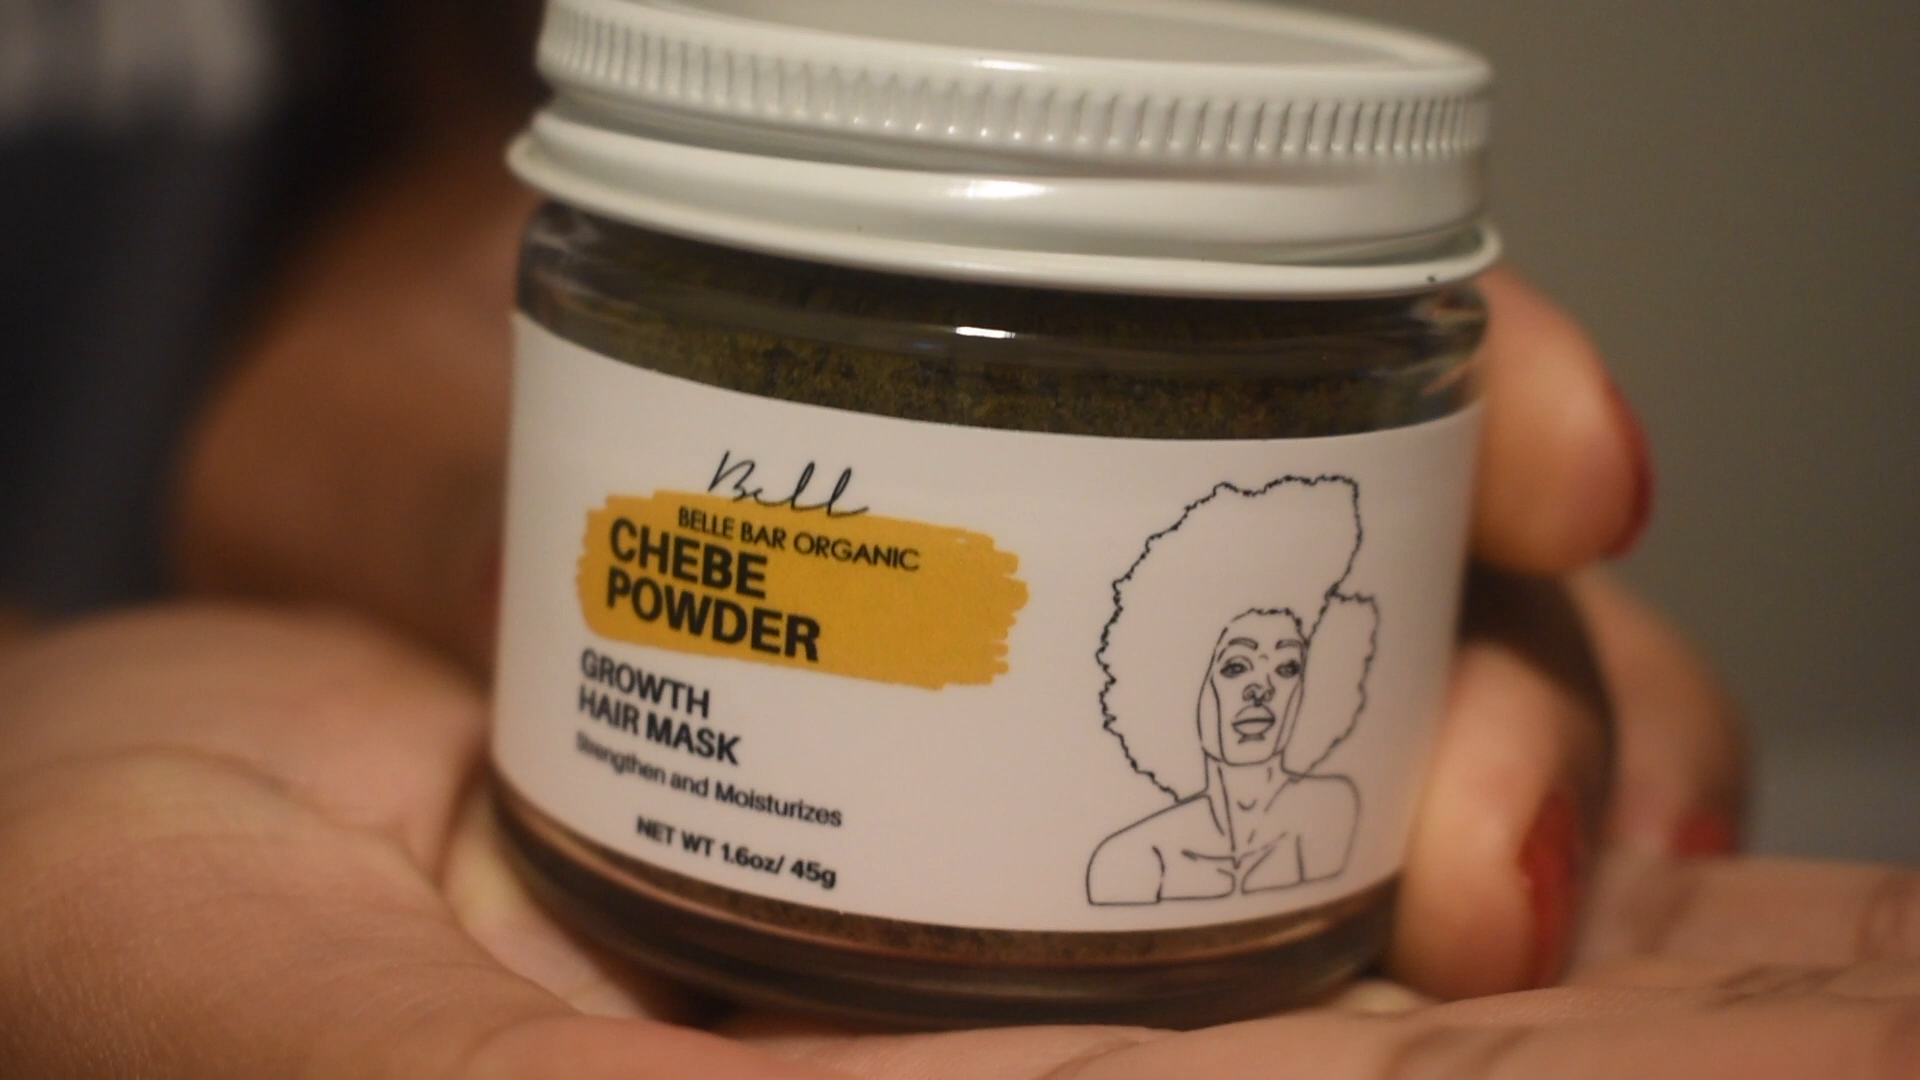 Bell
BELLE BAR ORGANIC
CHEBE
POWDER
GROWTH
HAIR MASK
Strengthen and Moisturizes
NET WT 1.6oz/ 45g